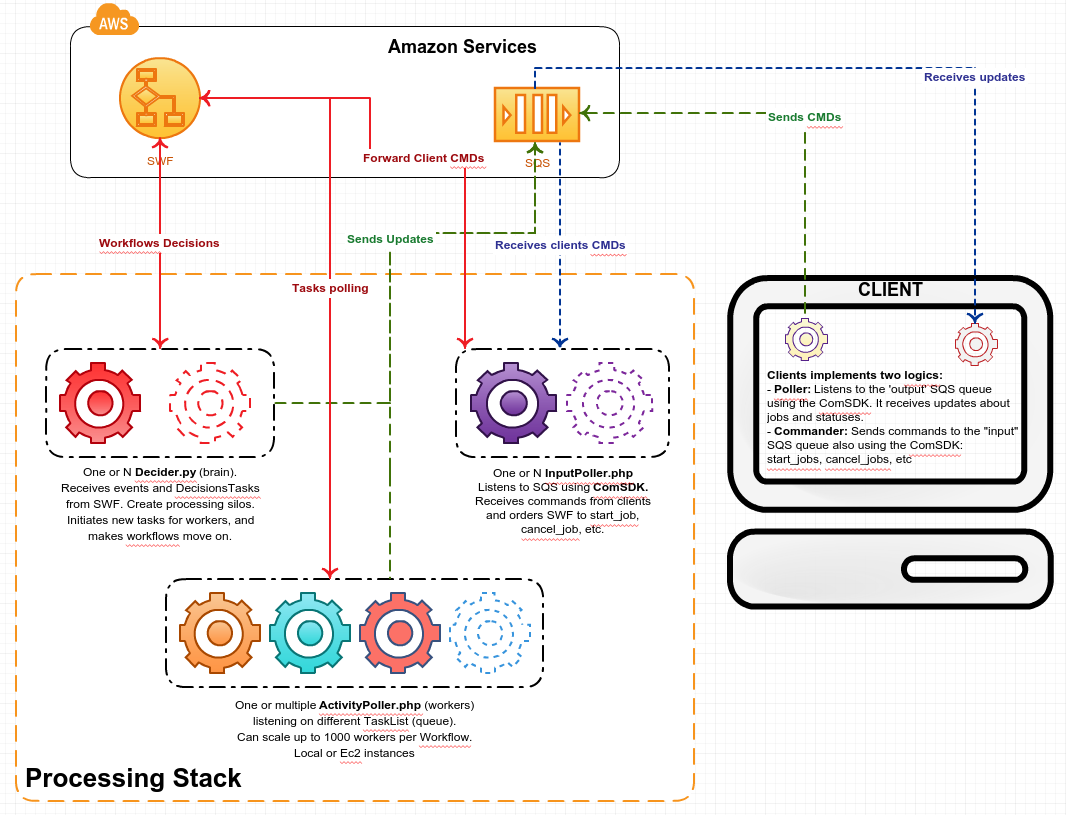 AWS
Amazon Services
SWF
SQS
Receives updates
Sends CMDs
Forward Client CMDs
Workflows Decisions
Sends Updates
Receives clients CMDs
Tasks polling
CLIENT
Clients implements two logics:
- Poller: Listens to the 'output' SQS queue
using the ComSDK. It receives updates about
jobs and statuses.
- Commander: Sends commands to the "input"
SQS queue also using the ComSDK:
start_jobs, cancel_jobs, etc
One or N Decider.py (brain).
Receives events and DecisionsTasks
from SWF. Create processing silos.
Initiates new tasks for workers, and
makes workflows move on.
One or N InputPoller.php
Listens to SQS using ComSDK.
Receives commands from clients
and orders SWF to start_job,
cancel_job, etc.
One or multiple ActivityPoller.php (workers)
listening on different TaskList (queue).
Can scale up to 1000 workers per Workflow.
Local or Ec2 instances
Processing Stack